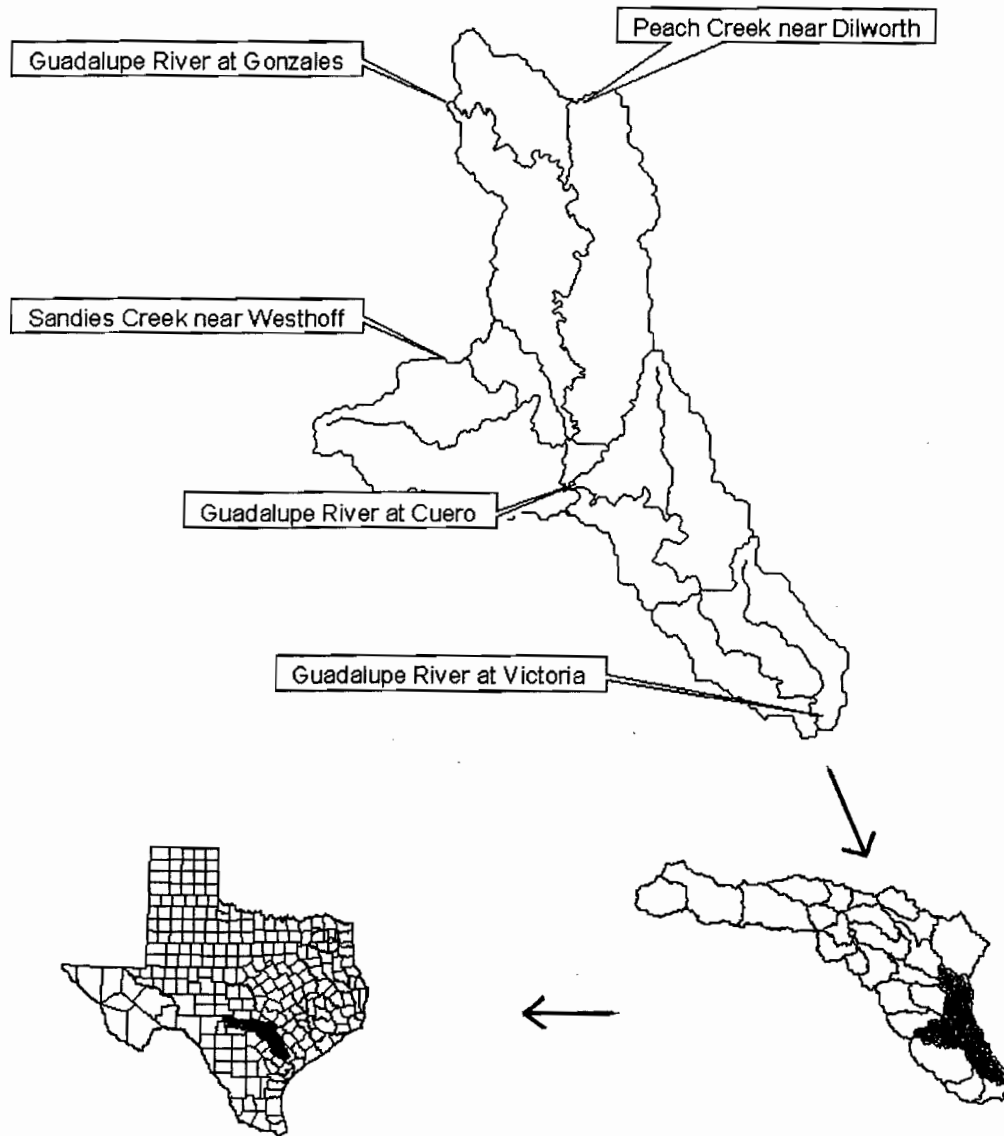 Peach Creek near Dilworth
Guadalupe River at Gonzales
Sandies Creek near Westhoff
Guadalupe River at Cuero
Guadalupe River at Victoria